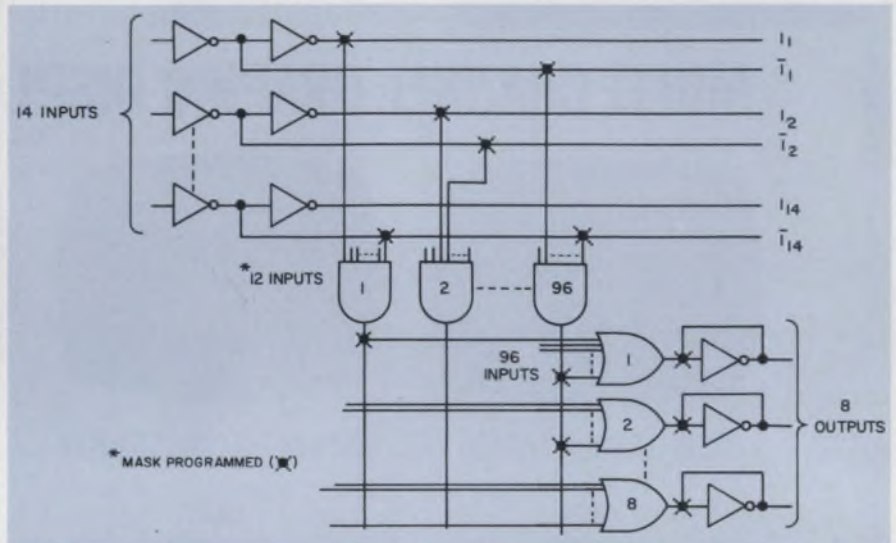 I₁
Ī₁
14 INPUTS
I₂
Ī₂
I₁₄
Ī₁₄
*12 INPUTS
1
2
96
96
INPUTS
1
2
8
OUTPUTS
*MASK PROGRAMMED ( )
8